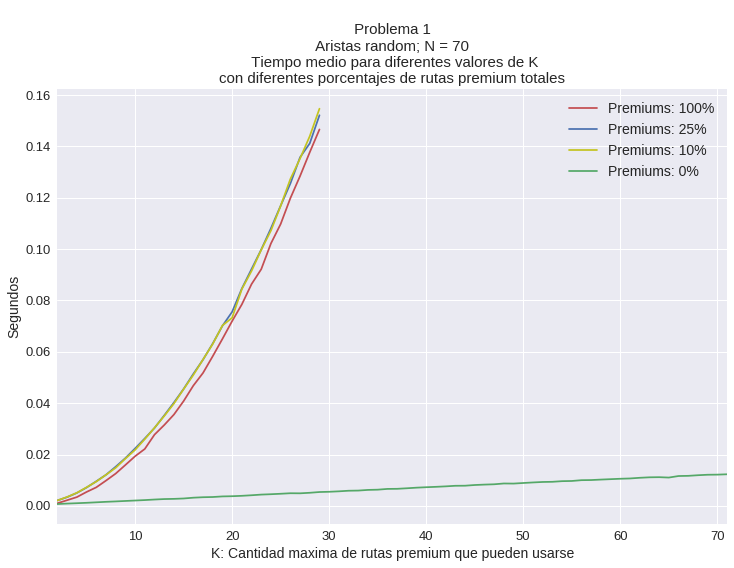 Problema 1
Aristas random; N = 70
Tiempo medio para diferentes valores de K
con diferentes porcentajes de rutas premium totales
0.16
0.14
0.12
0.10
0.08
0.06
0.04
0.02
0.00
Segundos
Premiums: 100%
Premiums: 25%
Premiums: 10%
Premiums: 0%
10 20 30 40 50 60 70
K: Cantidad maxima de rutas premium que pueden usarse